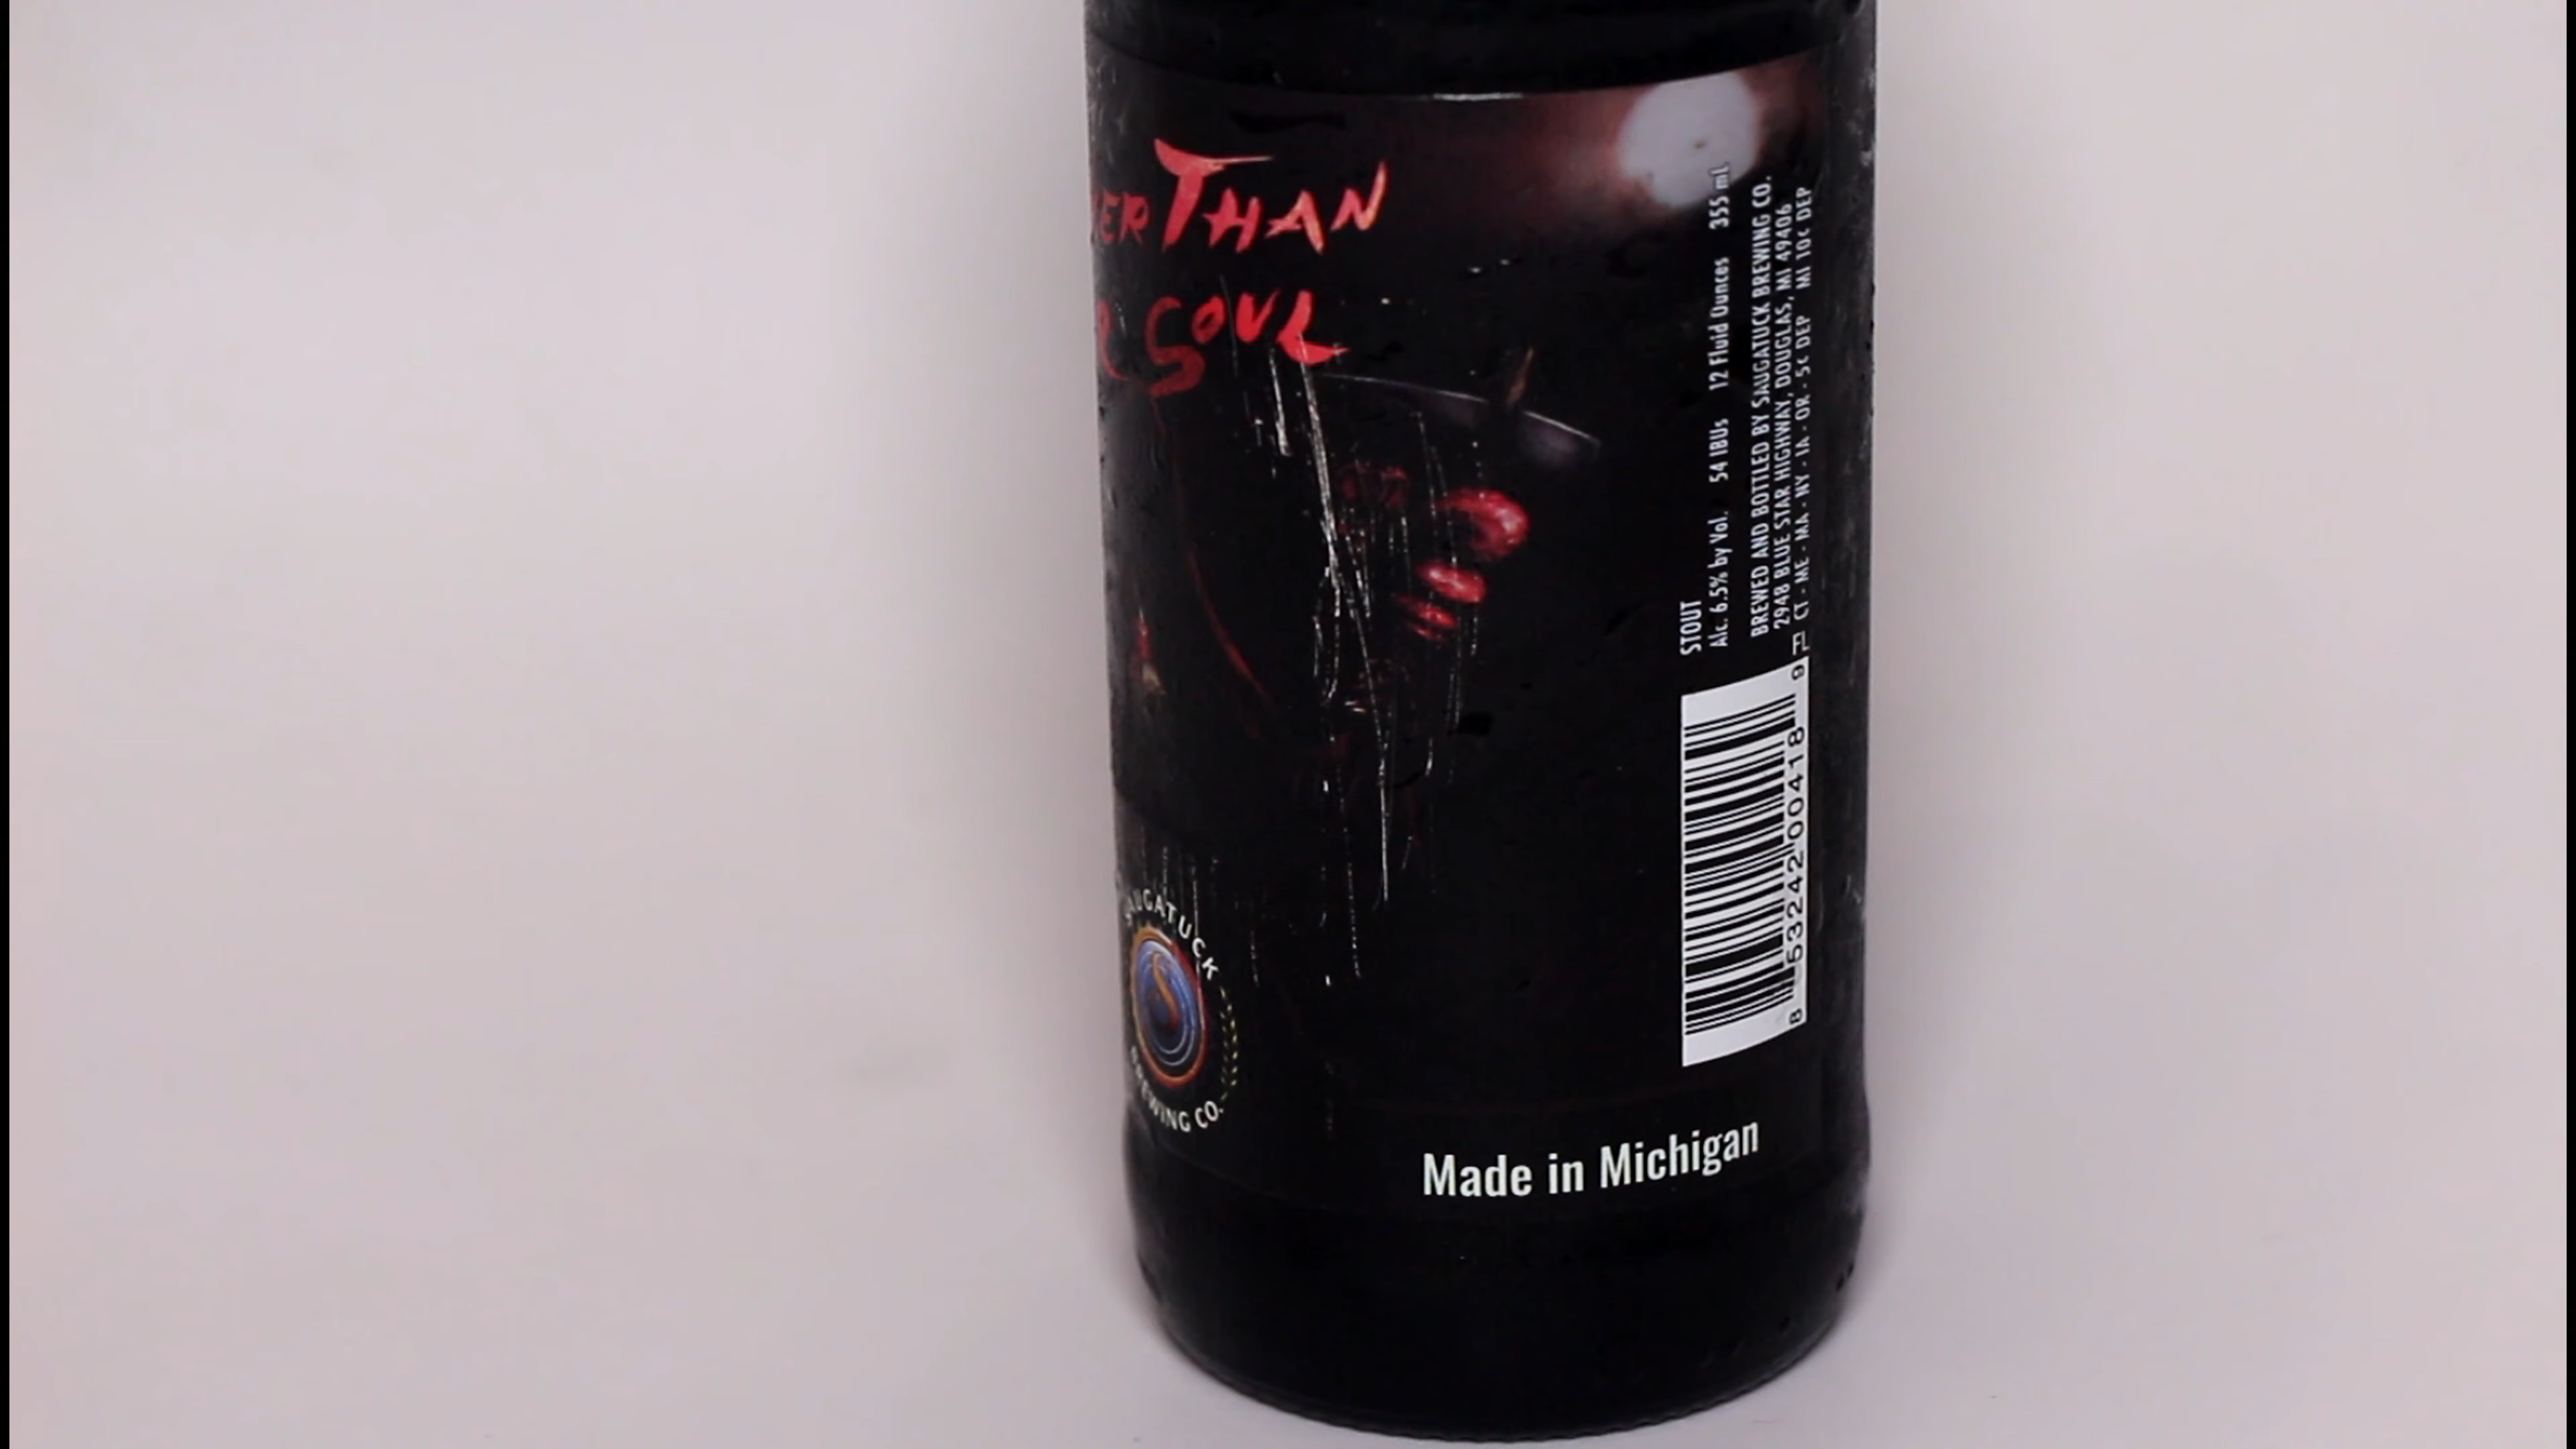 THAN
SOUL
STOUT
Alc. 6.5% by Vol. 54 IBUs 12 Fluid Ounces 355 mL
BREWED AND BOTTLED BY SAUGATUCK BREWING CO.
2948 BLUE STAR HIGHWAY, DOUGLAS, MI 49406
CT - ME - MA - NY - IA - OR - 5¢ DEP MI 10¢ DEP
8 53242 00418 9
SAUGATUCK
BREWING CO.
Made in Michigan